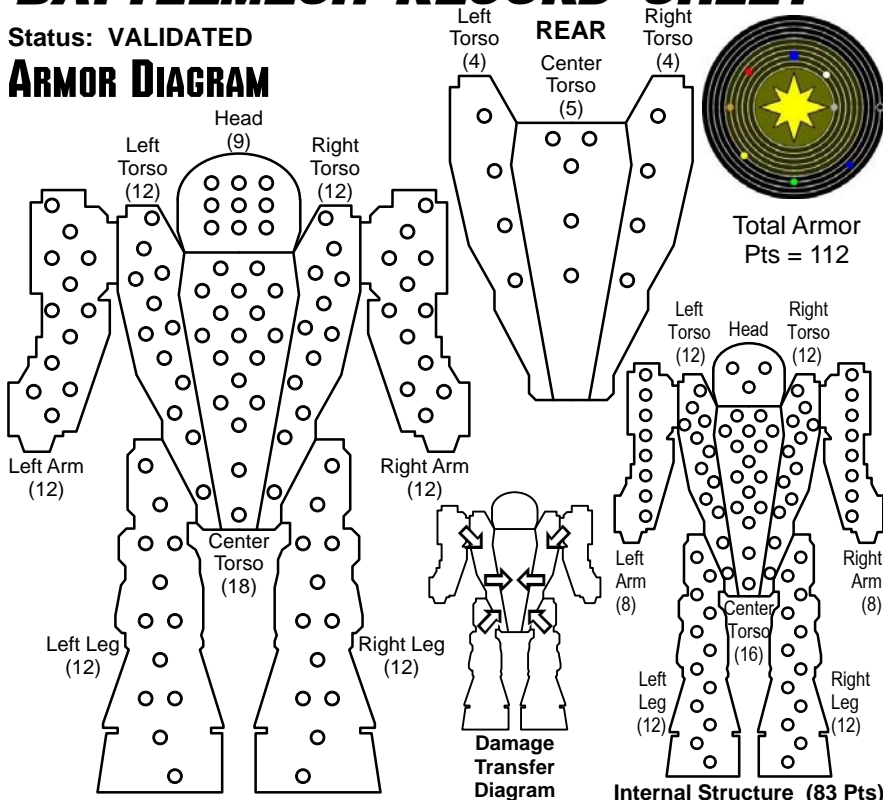 BATTLEMECH RECORD SHEET
Status: VALIDATED
ARMOR DIAGRAM
Head
(9)
Left
Torso
(12)
Right
Torso
(12)
Left Arm
(12)
Right Arm
(12)
Center
Torso
(18)
Left Leg
(12)
Right Leg
(12)
REAR
Left
Torso
(4)
Center
Torso
(5)
Right
Torso
(4)
Total Armor
Pts = 112
Damage
Transfer
Diagram
Left
Torso
(12)
Head
Right
Torso
(12)
Left
Arm
(8)
Right
Arm
(8)
Center
Torso
(16)
Left
Leg
(12)
Right
Leg
(12)
Internal Structure (83 Pts)